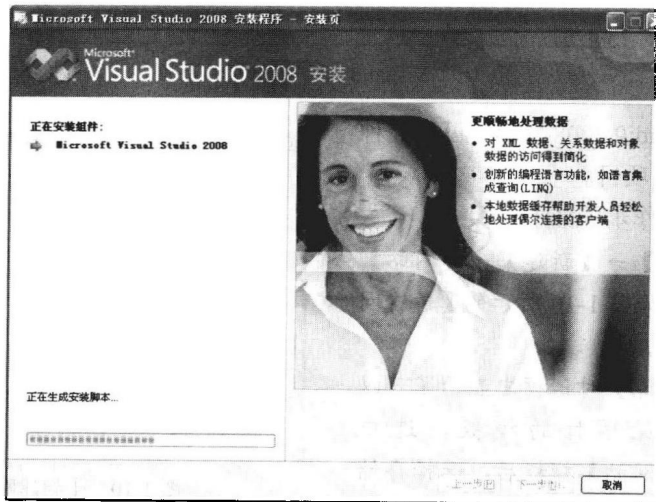 Microsoft Visual Studio 2008 安装程序 - 安装页
Microsoft
Visual Studio 2008 安装
正在安装组件:
Microsoft Visual Studio 2008
更顺畅地处理数据
• 对 XML 数据、关系数据和对象
数据的访问得到简化
• 创新的编程语言功能，如语言集
成查询(LINQ)
• 本地数据缓存帮助开发人员轻松
地处理偶尔连接的客户端
正在生成安装脚本...
上一步(P) 下一步(N) 取消